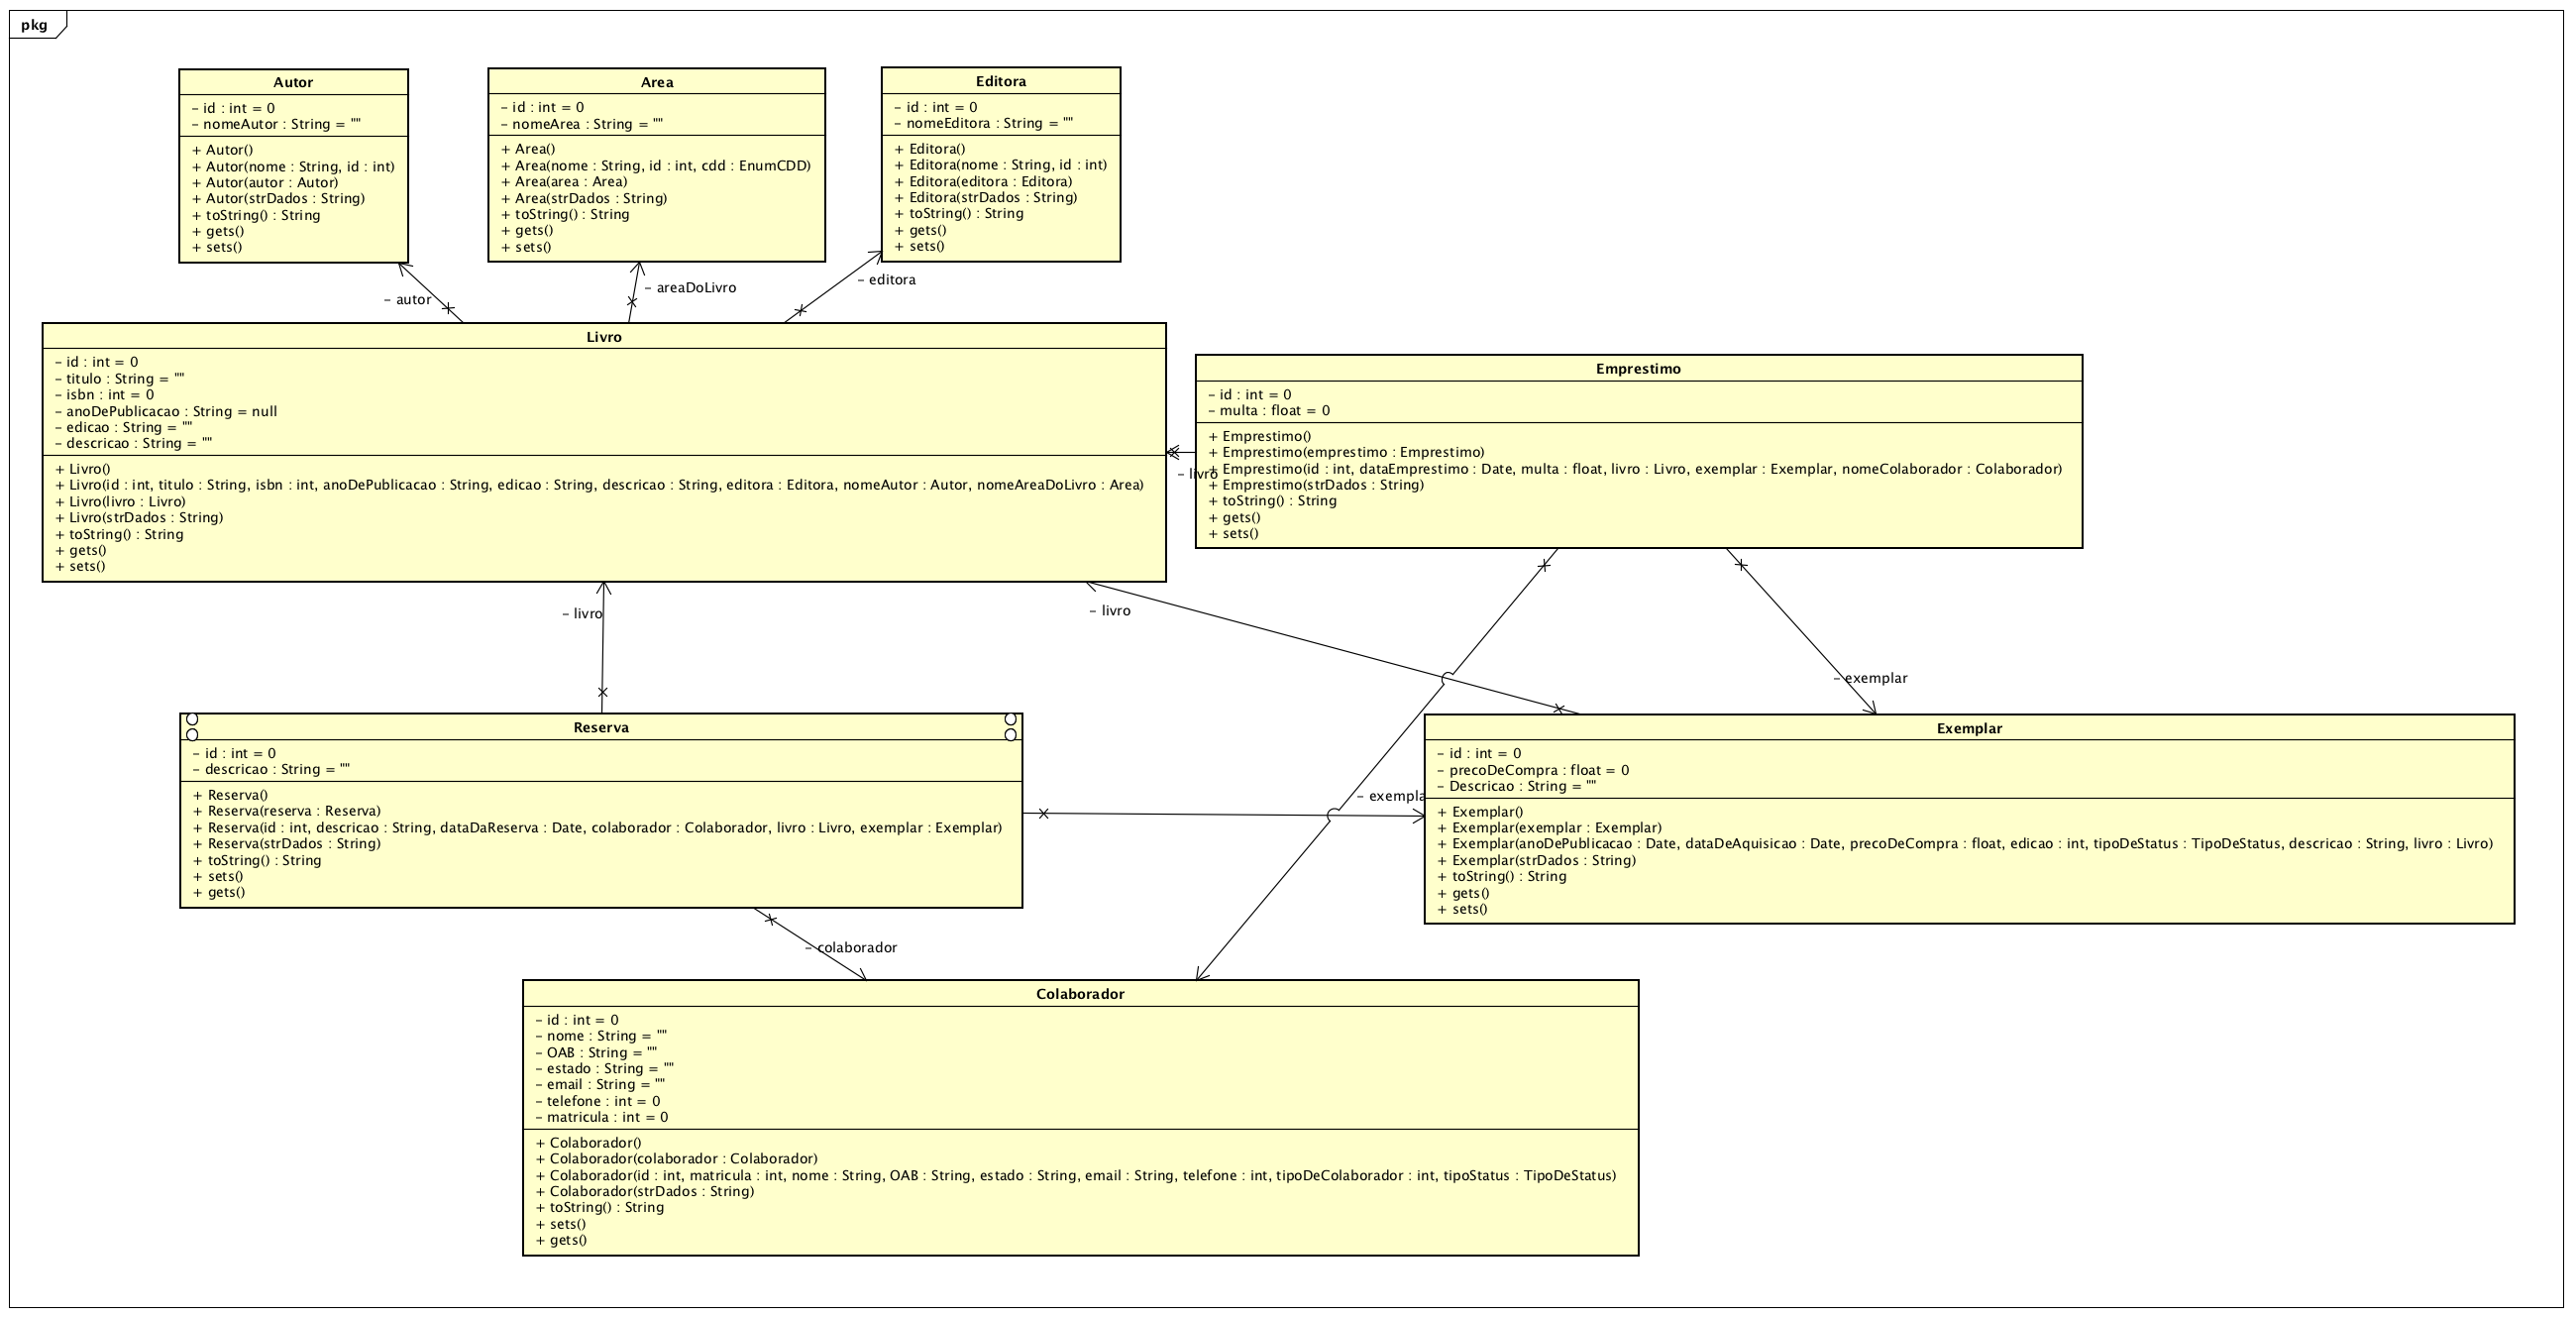 pkg
Autor
– id : int = 0
– nomeAutor : String = ""
+ Autor()
+ Autor(nome : String, id : int)
+ Autor(autor : Autor)
+ Autor(strDados : String)
+ toString() : String
+ gets()
+ sets()
Area
– id : int = 0
– nomeArea : String = ""
+ Area()
+ Area(nome : String, id : int, cdd : EnumCDD)
+ Area(area : Area)
+ Area(strDados : String)
+ toString() : String
+ gets()
+ sets()
Editora
– id : int = 0
– nomeEditora : String = ""
+ Editora()
+ Editora(nome : String, id : int)
+ Editora(editora : Editora)
+ Editora(strDados : String)
+ toString() : String
+ gets()
+ sets()
– autor
– areaDoLivro
– editora
Livro
– id : int = 0
– titulo : String = ""
– isbn : int = 0
– anoDePublicacao : String = null
– edicao : String = ""
– descricao : String = ""
+ Livro()
+ Livro(id : int, titulo : String, isbn : int, anoDePublicacao : String, edicao : String, descricao : String, editora : Editora, nomeAutor : Autor, nomeAreaDoLivro : Area)
+ Livro(livro : Livro)
+ Livro(strDados : String)
+ toString() : String
+ gets()
+ sets()
– livro
Emprestimo
– id : int = 0
– multa : float = 0
+ Emprestimo()
+ Emprestimo(emprestimo : Emprestimo)
+ Emprestimo(id : int, dataEmprestimo : Date, multa : float, livro : Livro, exemplar : Exemplar, nomeColaborador : Colaborador)
+ Emprestimo(strDados : String)
+ toString() : String
+ gets()
+ sets()
– livro
– livro
– exemplar
Reserva
– id : int = 0
– descricao : String = ""
+ Reserva()
+ Reserva(reserva : Reserva)
+ Reserva(id : int, descricao : String, dataDaReserva : Date, colaborador : Colaborador, livro : Livro, exemplar : Exemplar)
+ Reserva(strDados : String)
+ toString() : String
+ sets()
+ gets()
– exempla
Exemplar
– id : int = 0
– precoDeCompra : float = 0
– Descricao : String = ""
+ Exemplar()
+ Exemplar(exemplar : Exemplar)
+ Exemplar(anoDePublicacao : Date, dataDeAquisicao : Date, precoDeCompra : float, edicao : int, tipoDeStatus : TipoDeStatus, descricao : String, livro : Livro)
+ Exemplar(strDados : String)
+ toString() : String
+ gets()
+ sets()
– colaborador
Colaborador
– id : int = 0
– nome : String = ""
– OAB : String = ""
– estado : String = ""
– email : String = ""
– telefone : int = 0
– matricula : int = 0
+ Colaborador()
+ Colaborador(colaborador : Colaborador)
+ Colaborador(id : int, matricula : int, nome : String, OAB : String, estado : String, email : String, telefone : int, tipoDeColaborador : int, tipoStatus : TipoDeStatus)
+ Colaborador(strDados : String)
+ toString() : String
+ sets()
+ gets()